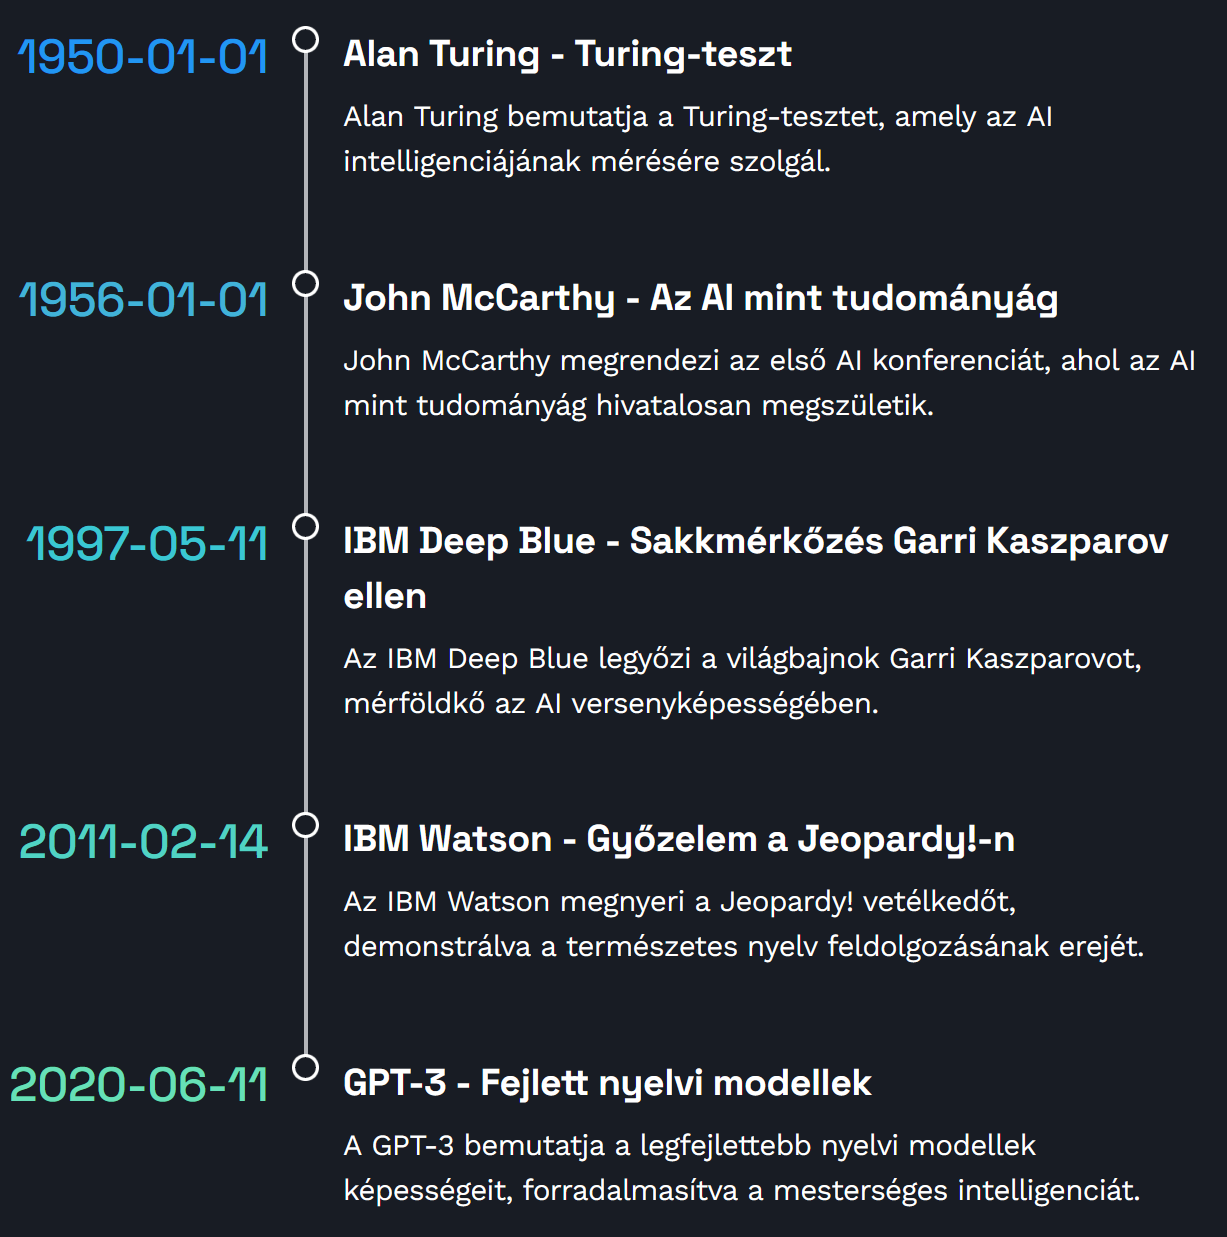 1950-01-01
Alan Turing - Turing-teszt
Alan Turing bemutatja a Turing-tesztet, amely az AI
intelligenciájának mérésére szolgál.
1956-01-01
John McCarthy - Az AI mint tudományág
John McCarthy megrendezi az első AI konferenciát, ahol az AI
mint tudományág hivatalosan megszületik.
1997-05-11
IBM Deep Blue - Sakkmérkőzés Garri Kaszparov
ellen
Az IBM Deep Blue legyőzi a világbajnok Garri Kaszparovot,
mérföldkő az AI versenyképességében.
2011-02-14
IBM Watson - Győzelem a Jeopardy!-n
Az IBM Watson megnyeri a Jeopardy! vetélkedőt,
demonstrálva a természetes nyelv feldolgozásának erejét.
2020-06-11
GPT-3 - Fejlett nyelvi modellek
A GPT-3 bemutatja a legfejlettebb nyelvi modellek
képességeit, forradalmasítva a mesterséges intelligenciát.